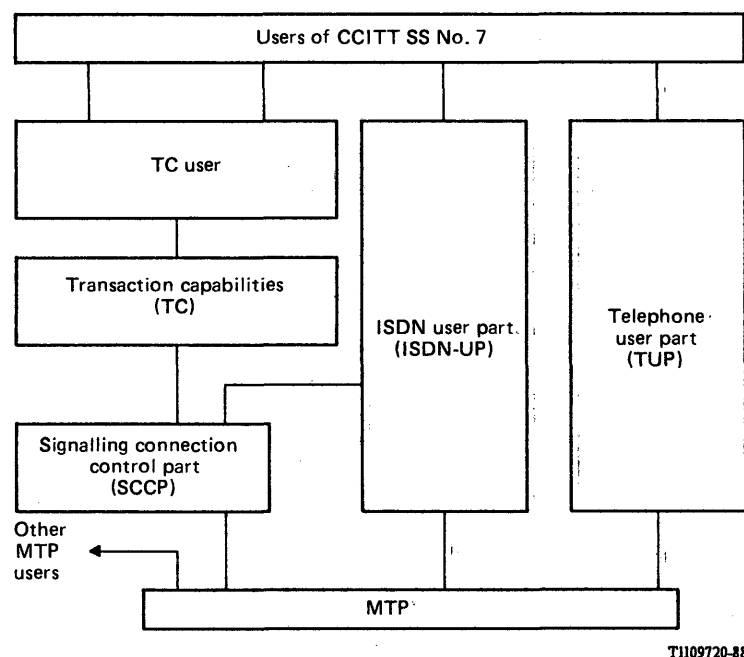 Users of CCITT SS No. 7
TC user
Transaction capabilities
(TC)
ISDN user part
(ISDN-UP)
Telephone
user part
(TUP)
Signalling connection
control part
(SCCP)
Other
MTP
users
MTP
T1109720-88